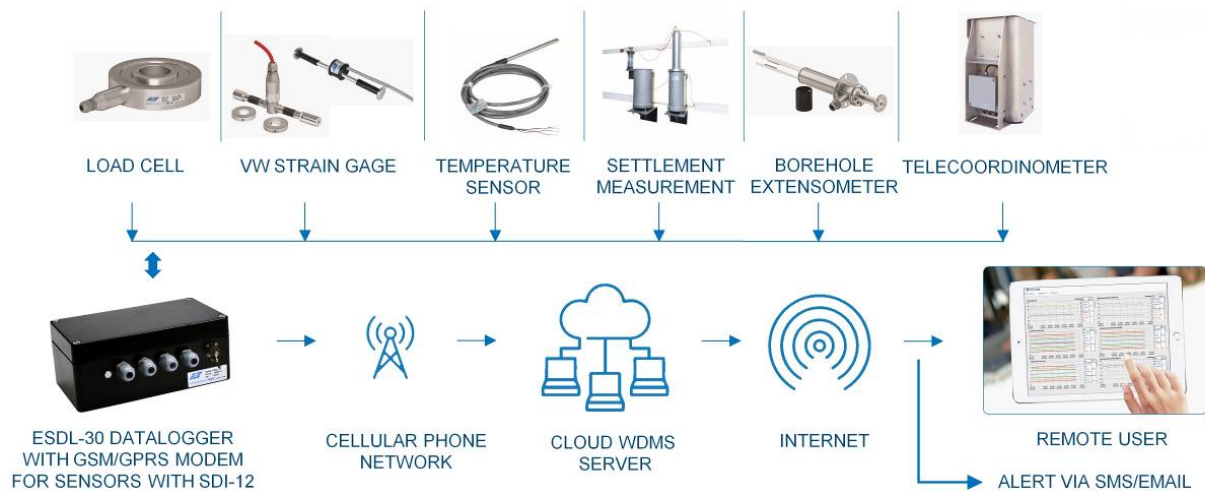 LOAD CELL
VW STRAIN GAGE
TEMPERATURE
SENSOR
SETTLEMENT
MEASUREMENT
BOREHOLE
EXTENSOMETER
TELECOORDINOMETER
ESDL-30 DATALOGGER
WITH GSM/GPRS MODEM
FOR SENSORS WITH SDI-12
CELLULAR PHONE
NETWORK
CLOUD WDMS
SERVER
INTERNET
REMOTE USER
ALERT VIA SMS/EMAIL